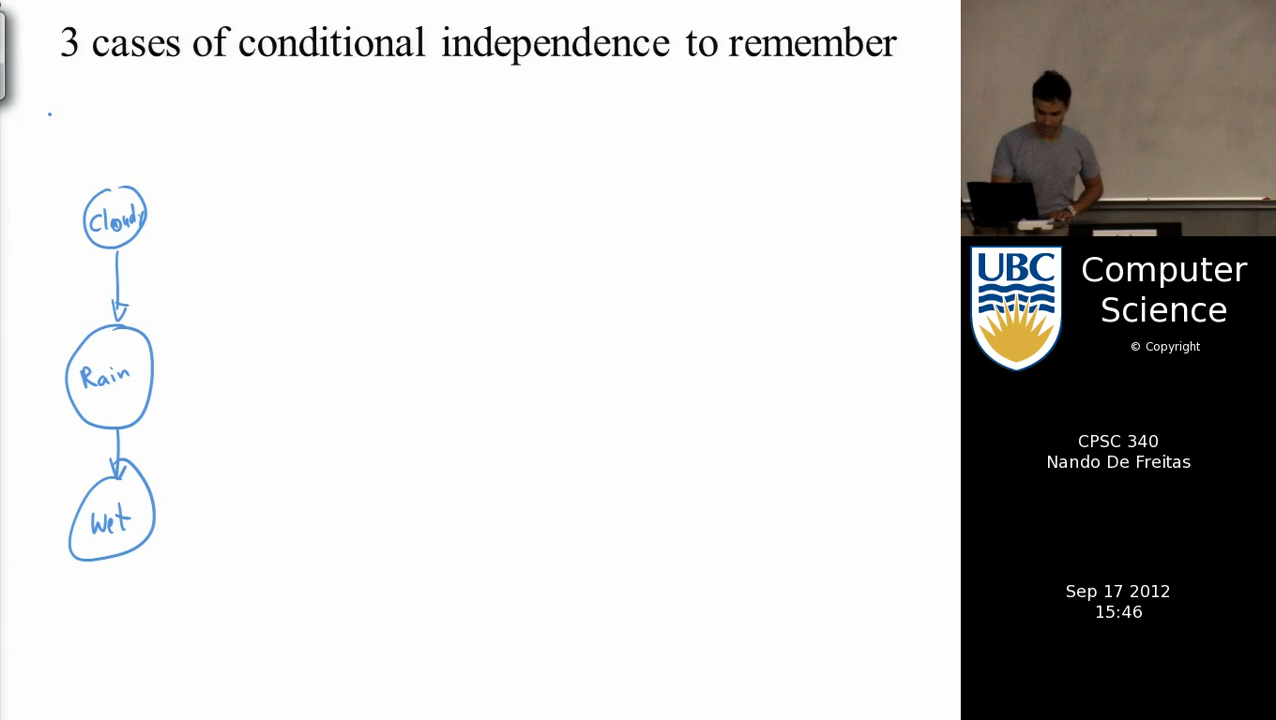 3 cases of conditional independence to remember
Cloudy
Rain
Wet
UBC
Computer
Science
© Copyright
CPSC 340
Nando De Freitas
Sep 17 2012
15:46